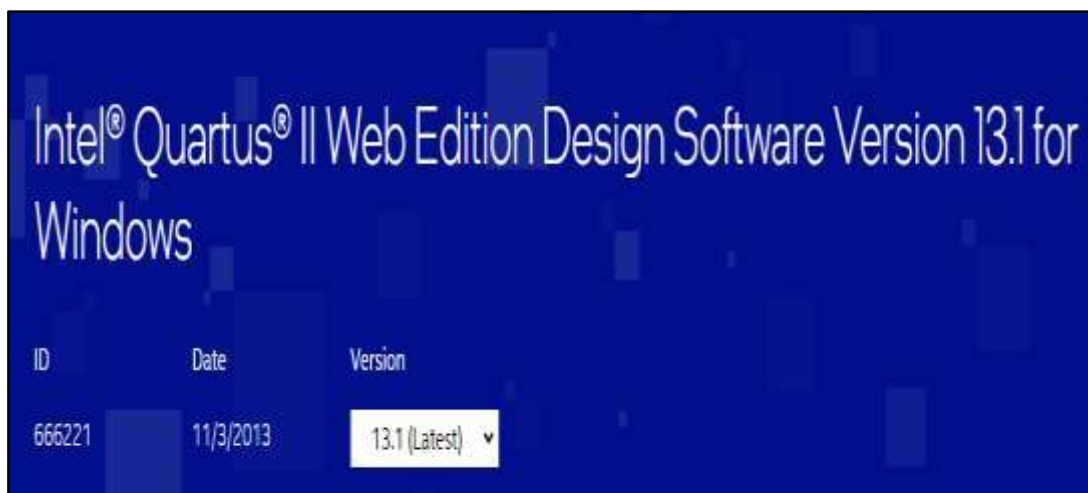 Intel® Quartus® II Web Edition Design Software Version 13.1 for
Windows
ID Date Version
666221 11/3/2013 13.1 (Latest)